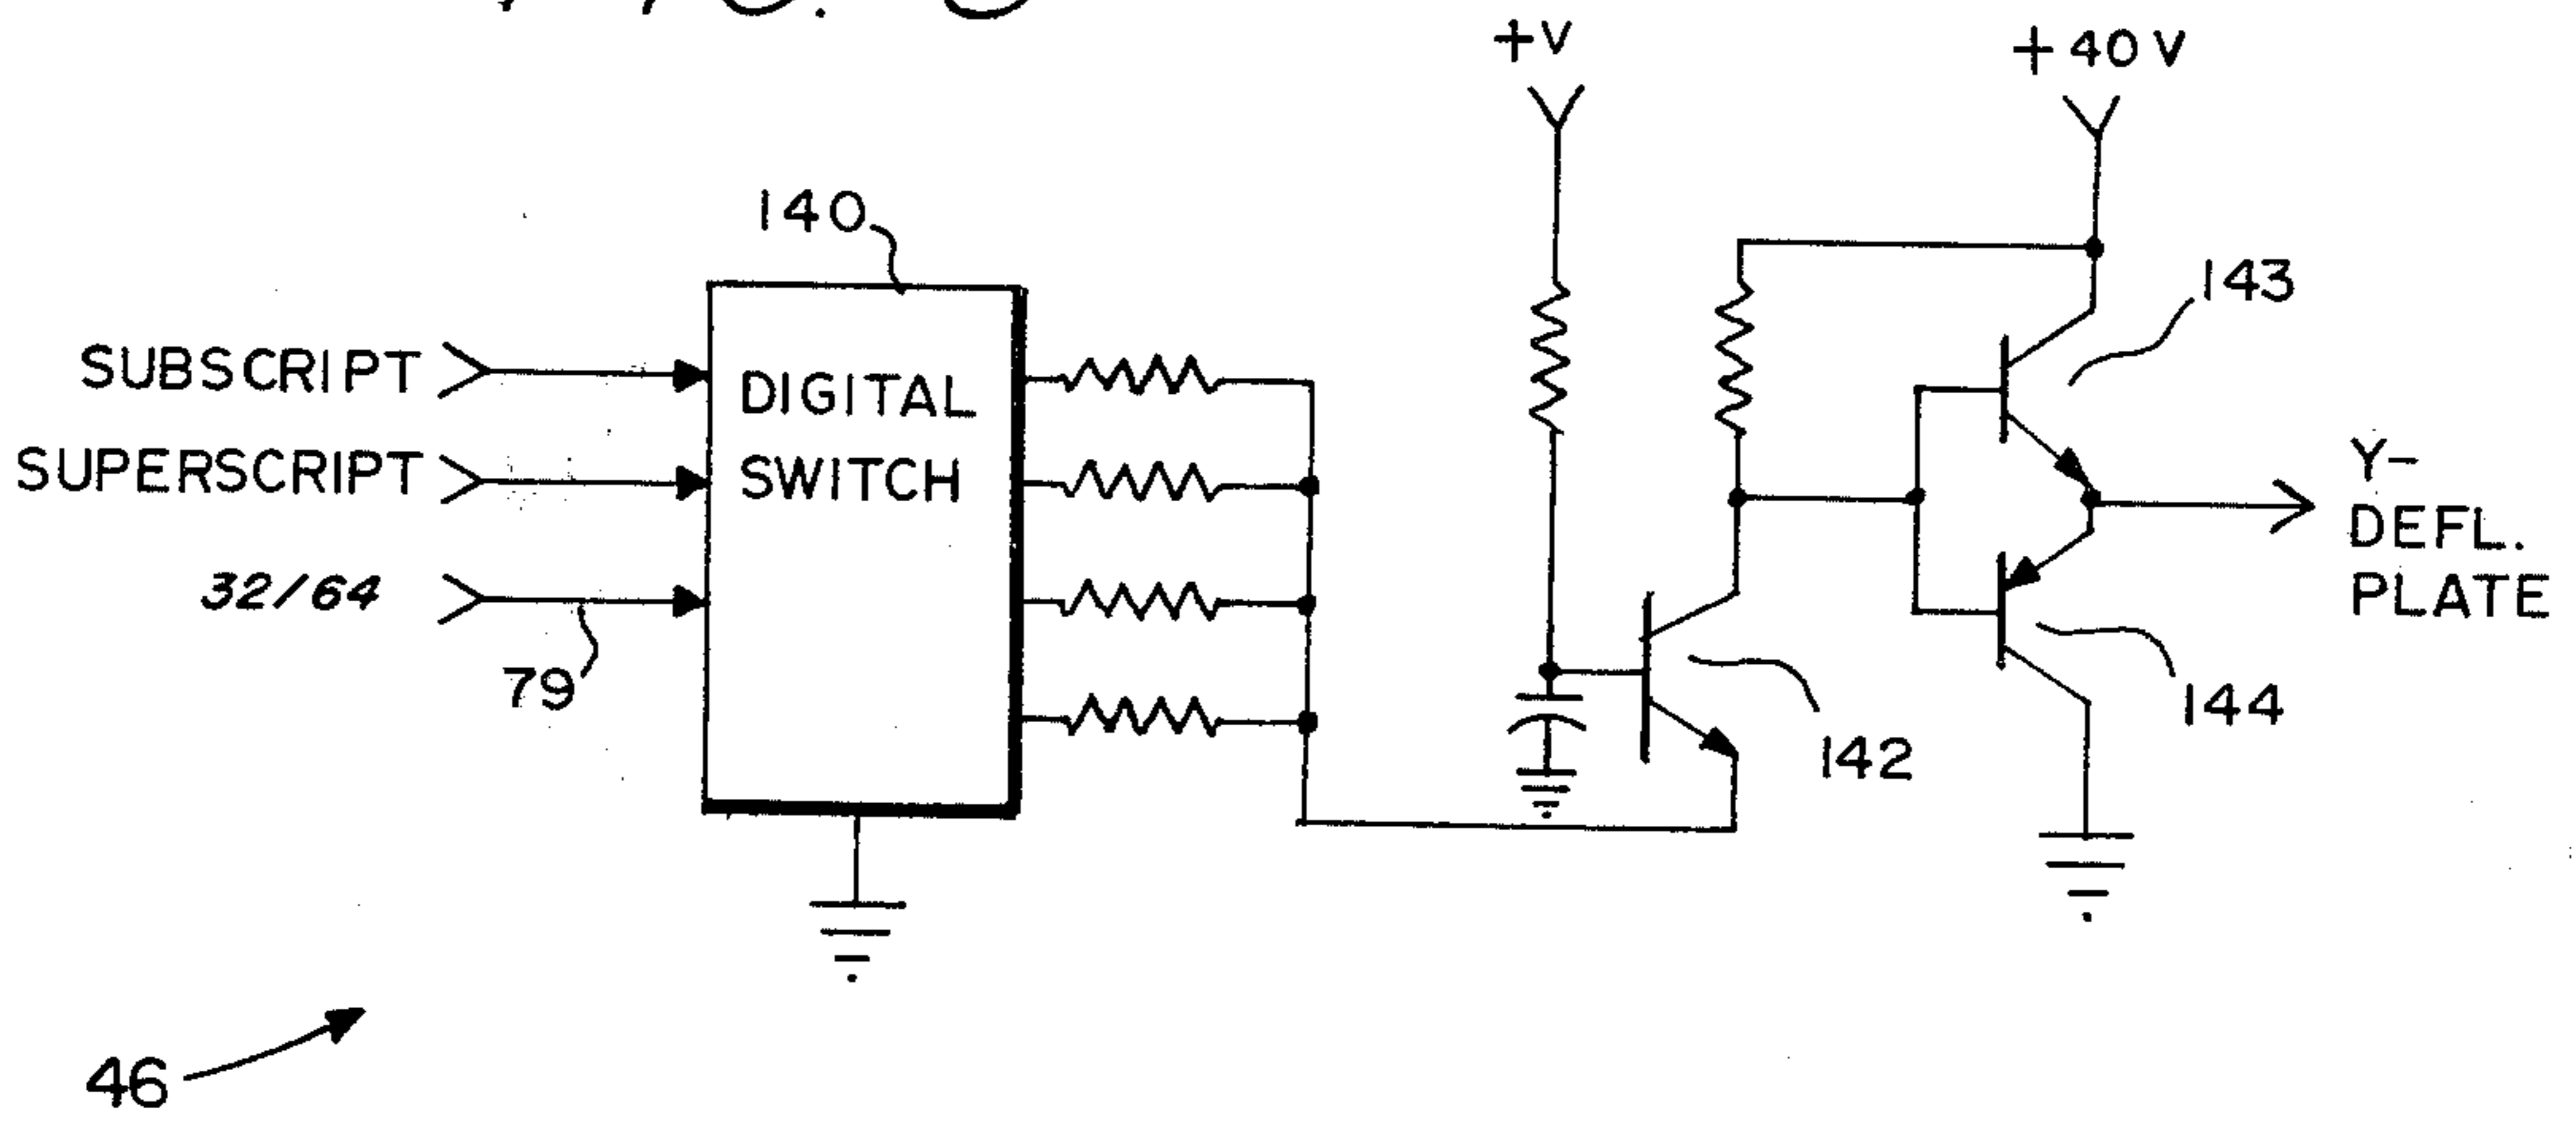 +V
+40V
140
143
SUBSCRIPT
DIGITAL
SUPERSCRIPT
SWITCH
Y-
DEFL.
PLATE
32/64
79
144
142
46